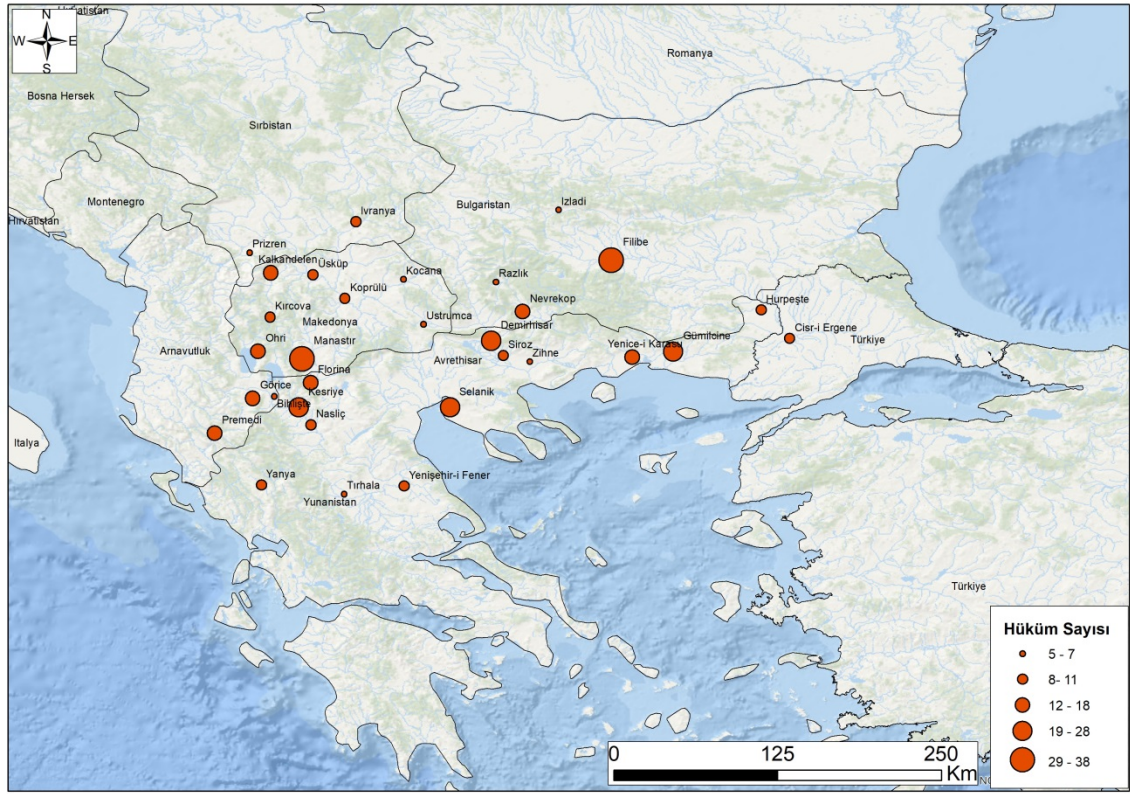 Hırvatistan
N
W E
S
Romanya
Bosna Hersek
Sırbistan
Montenegro
Izladi
Bulgaristan
Ivranya
Hırvatistan
Filibe
Prizren
Kalkandelen
Üsküp
Kocana
Razlık
Koprülü
Nevrekop
Hurpeşte
Kırcova
Makedonya
Ustrumca
Demirhisar
Cisr-i Ergene
Gümilcine
Türkiye
Ohri
Manastır
Siroz
Yenice-i Karasu
Arnavutluk
Avrethisar
Zihne
Florina
Görice
Kesriye
Selanik
Bihlişte
Nasliç
Premedi
Italya
Yanya
Tırhala
Yenişehir-i Fener
Yunanistan
Türkiye
Hüküm Sayısı
5 - 7
8- 11
12 - 18
19 - 28
29 - 38
0 125 250
Km